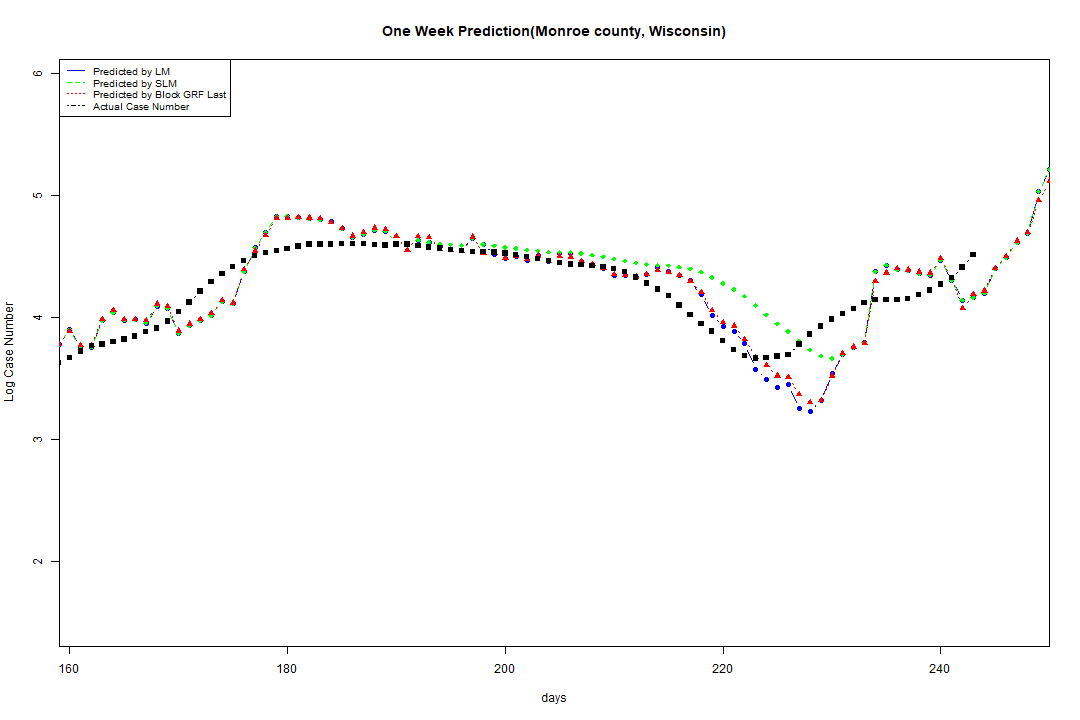 One Week Prediction(Monroe county, Wisconsin)
Predicted by LM
Predicted by SLM
Predicted by Block GRF Last
Actual Case Number
6
5
4
3
2
Log Case Number
160
180
200
220
240
days